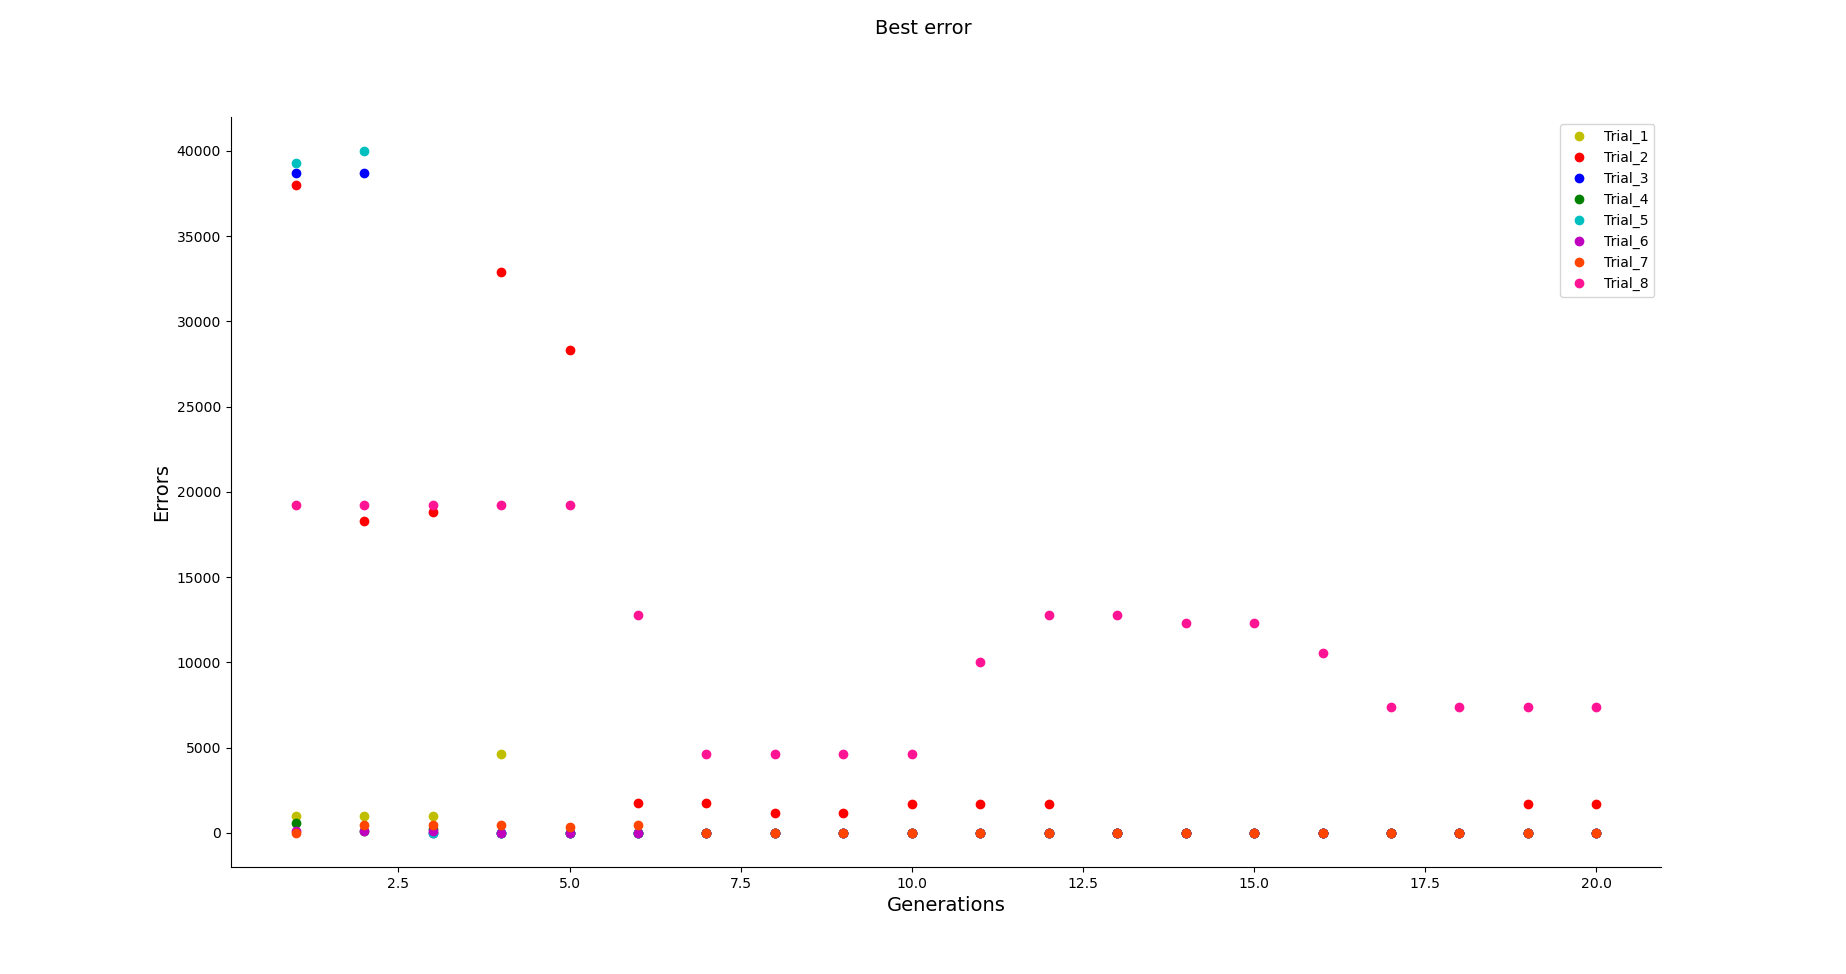 Best error
40000
35000
30000
25000
20000
15000
10000
5000
0
Errors
2.5 5.0 7.5 10.0 12.5 15.0 17.5 20.0
Generations
Trial_1
Trial_2
Trial_3
Trial_4
Trial_5
Trial_6
Trial_7
Trial_8